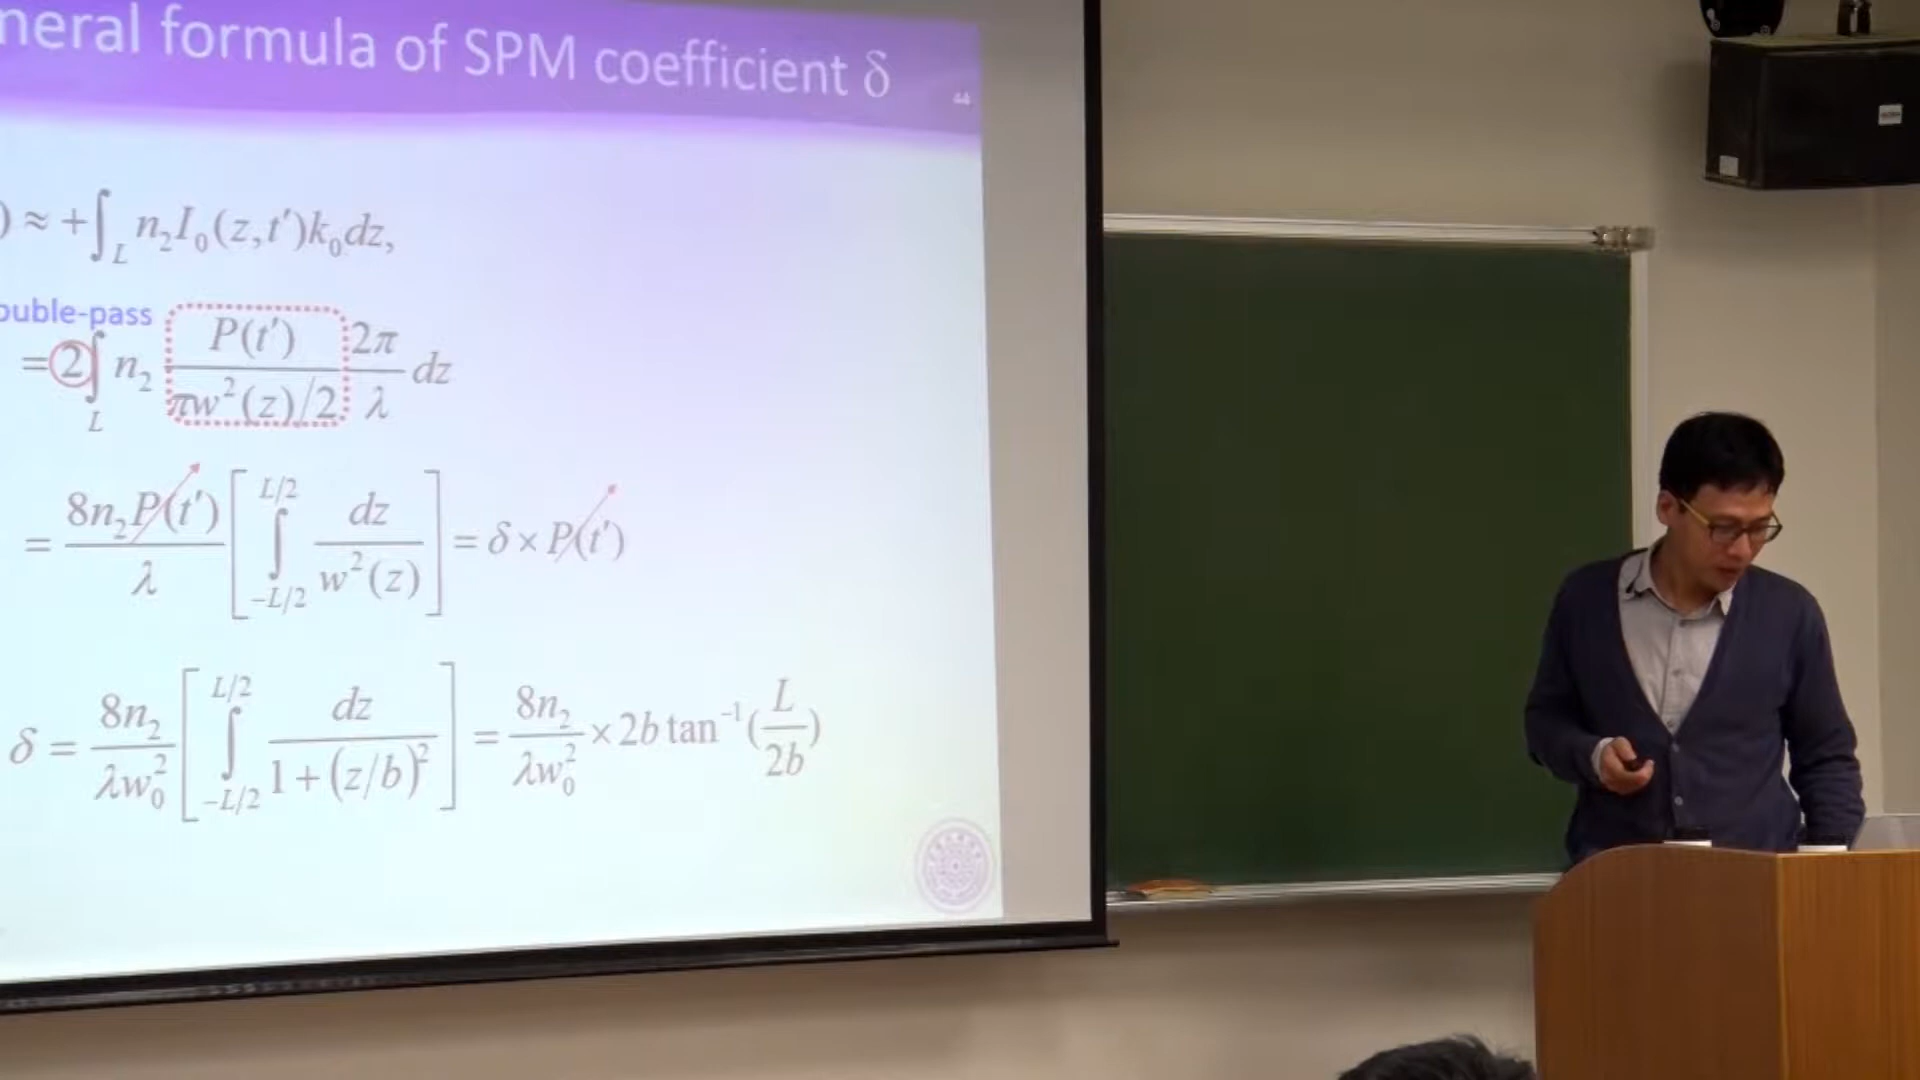 neral formula of SPM coefficient δ
44
) ≈ +∫_L n₂I₀(z,t′)k₀dz,
ouble-pass
= 2∫_L n₂ P(t′)/(πw²(z)/2) 2π/λ dz
= 8n₂P(t′)/λ [∫_{-L/2}^{L/2} dz/w²(z)] = δ × P(t′)
δ = 8n₂/λw₀² [∫_{-L/2}^{L/2} dz/(1+(z/b)²)] = 8n₂/λw₀² × 2b tan⁻¹(L/2b)